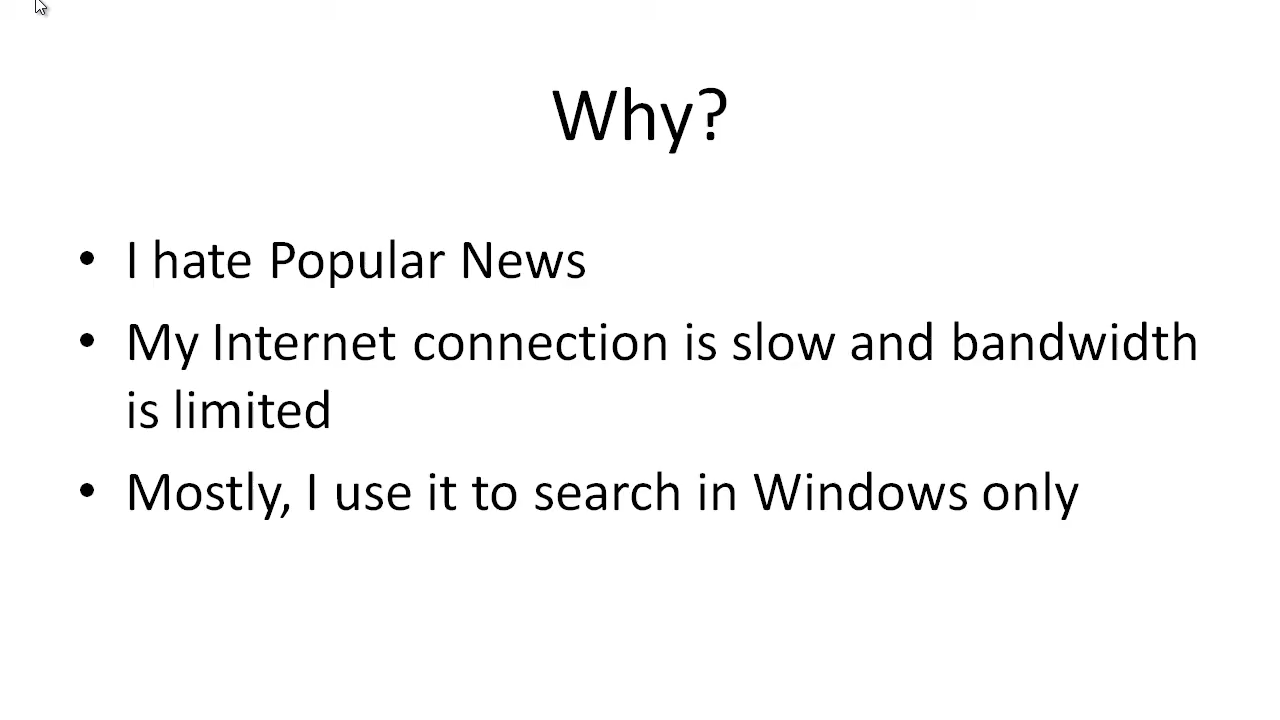 Why?
• I hate Popular News
• My Internet connection is slow and bandwidth
is limited
• Mostly, I use it to search in Windows only